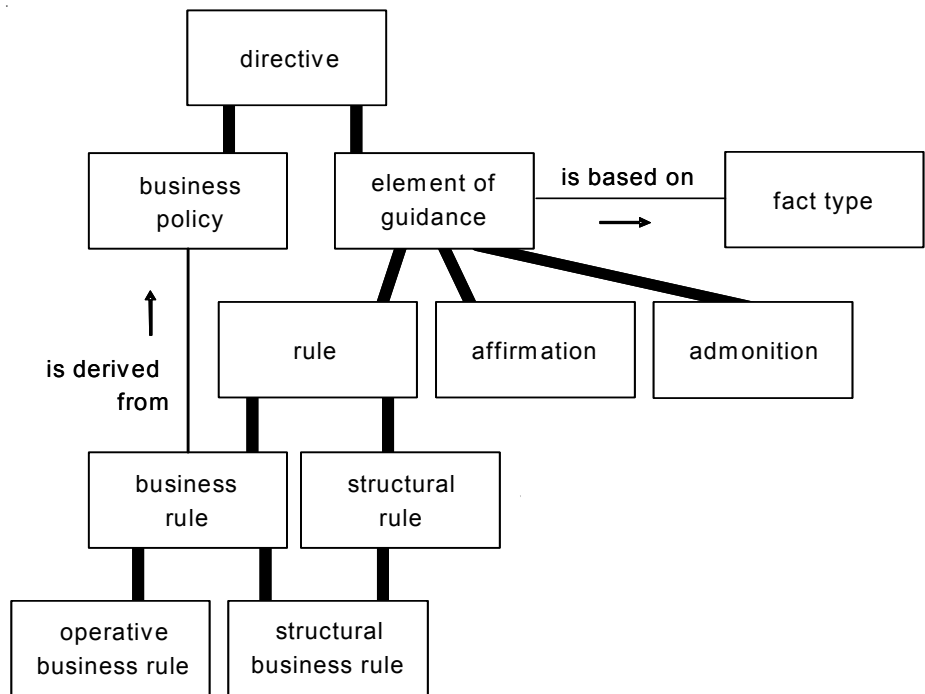 directive
business
policy
element of
guidance
is based on
fact type
rule
affirmation
admonition
is derived
from
business
rule
structural
rule
operative
business rule
structural
business rule